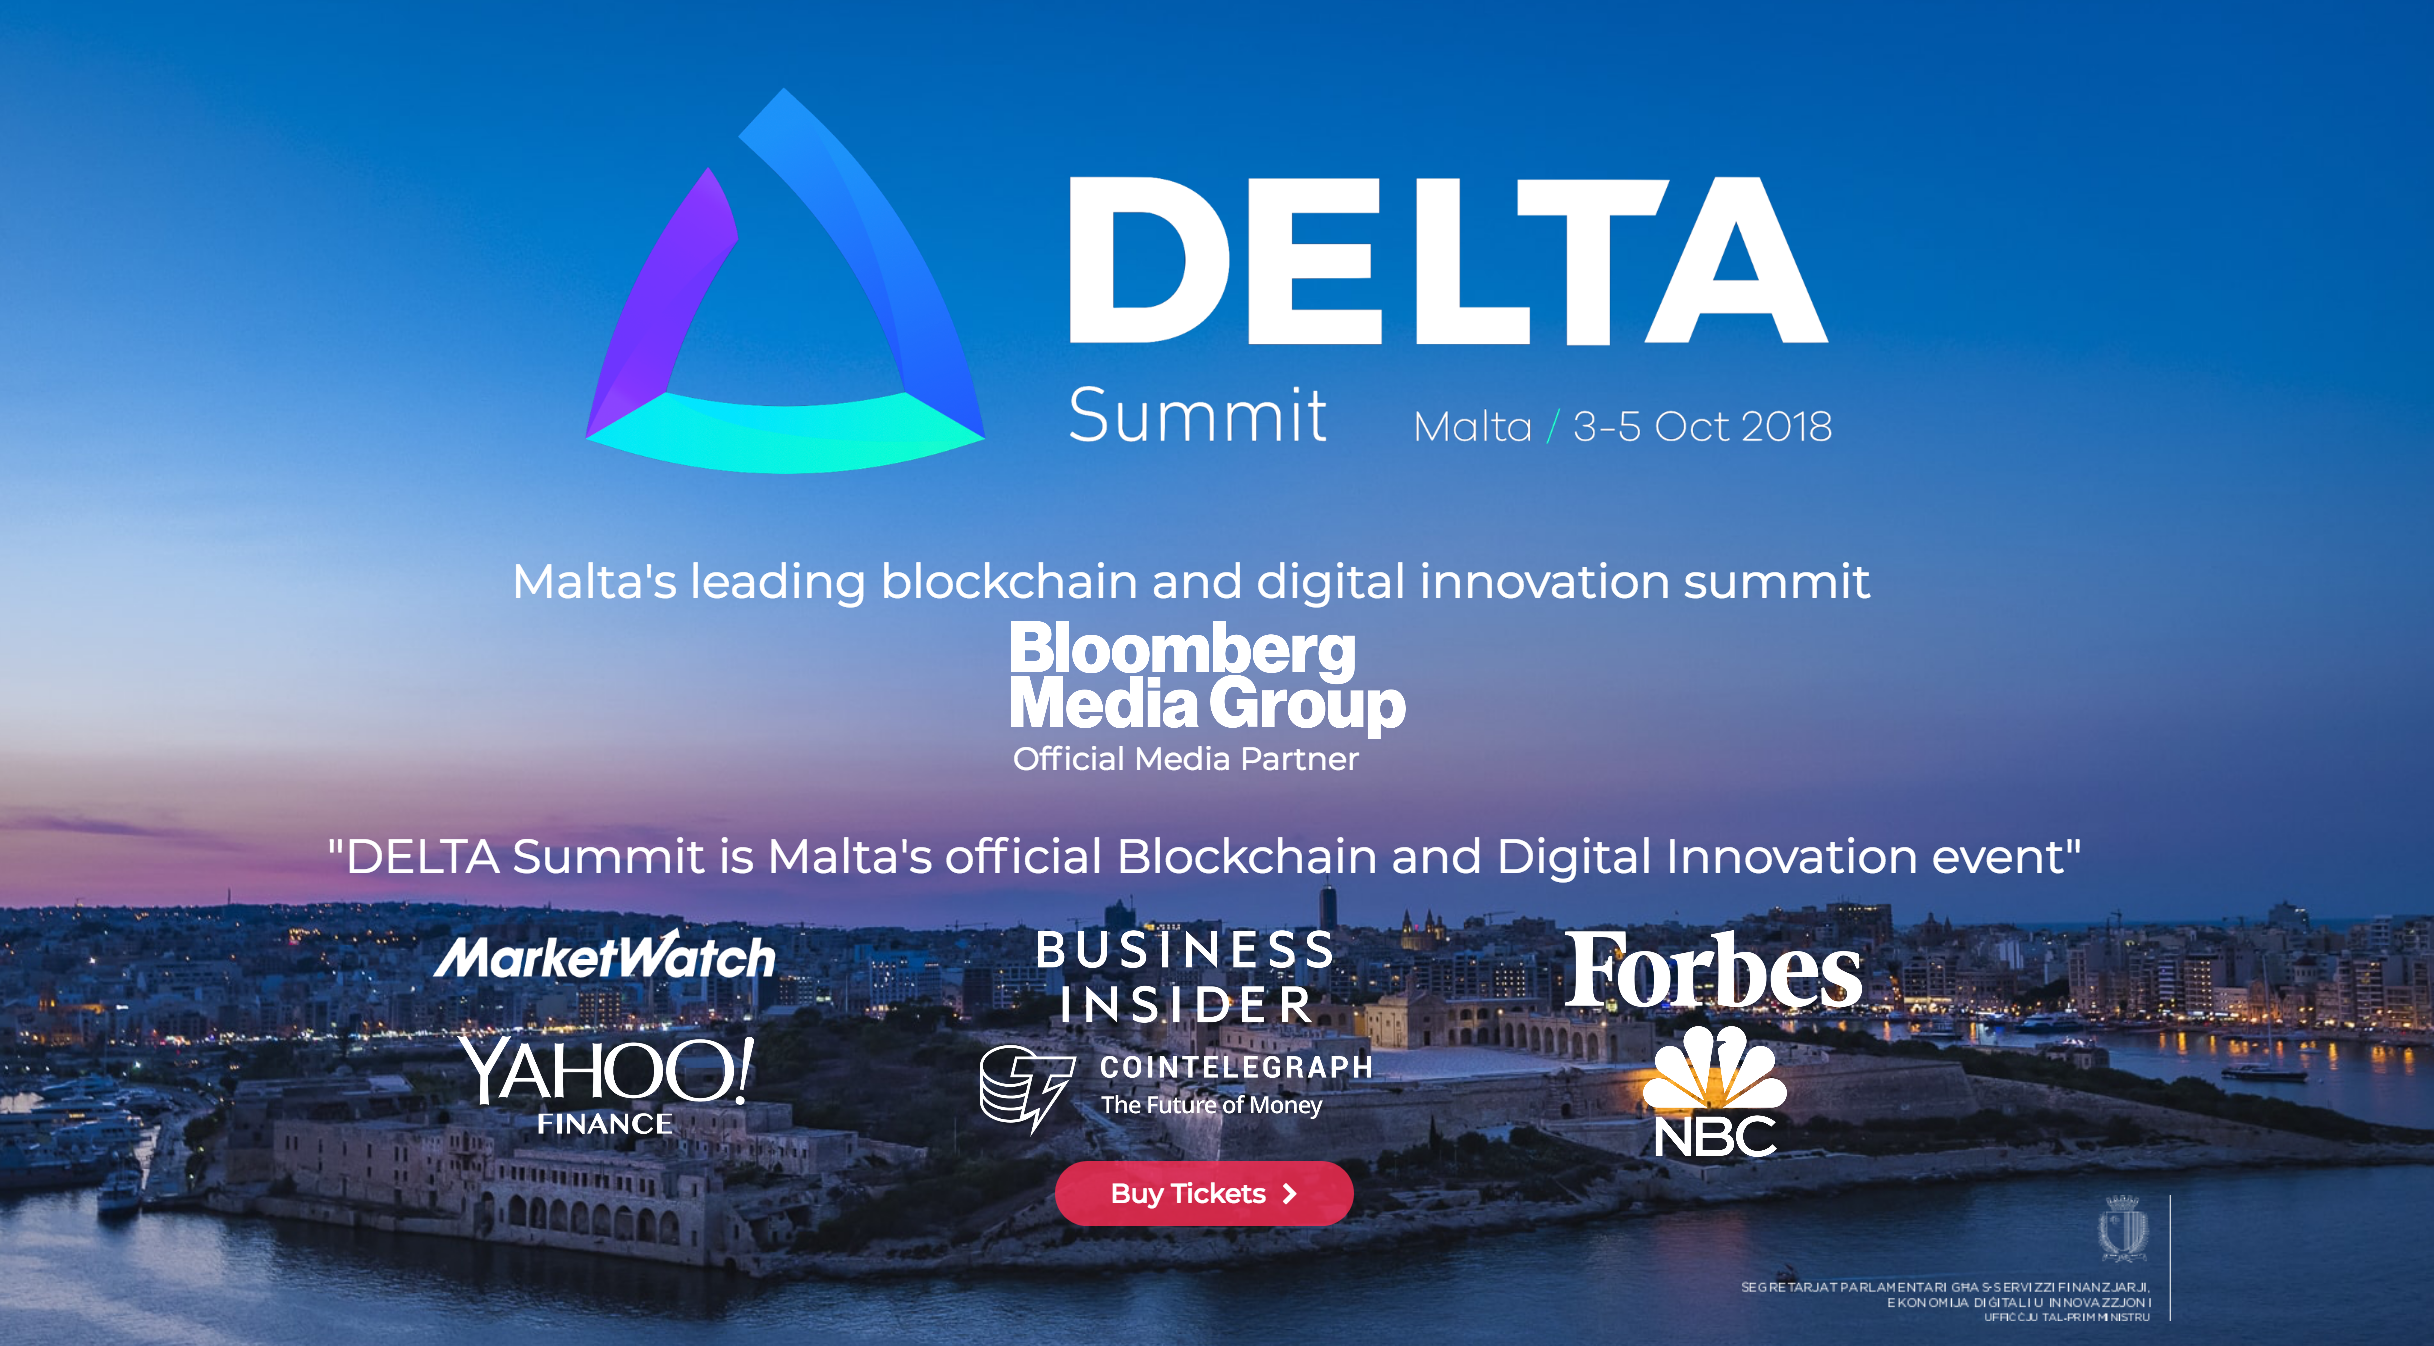 DELTA
Summit
Malta / 3-5 Oct 2018
Malta's leading blockchain and digital innovation summit
Bloomberg
Media Group
Official Media Partner
"DELTA Summit is Malta's official Blockchain and Digital Innovation event"
MarketWatch
BUSINESS
INSIDER
Forbes
YAHOO!
FINANCE
COINTELEGRAPH
The Future of Money
NBC
Buy Tickets
SEGRETARJAT PARLAMENTARI GĦAS-SERVIZZI FINANZJARJI,
EKONOMIJA DIĠITALI U INNOVAZZJONI
UFFIĊĊJU TAL-PRIM MINISTRU